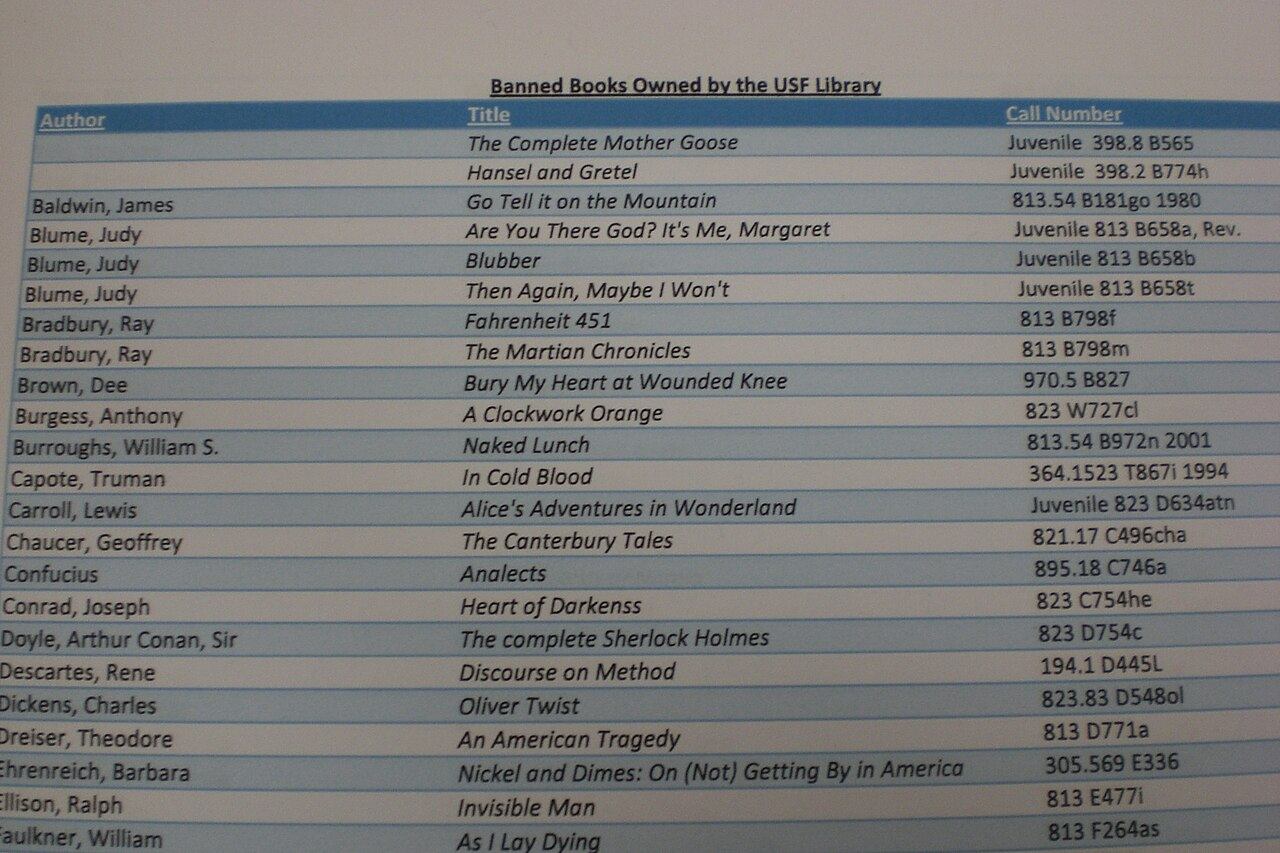 Banned Books Owned by the USF Library
Author Title Call Number
The Complete Mother Goose Juvenile 398.8 B565
Hansel and Gretel Juvenile 398.2 B774h
Baldwin, James Go Tell it on the Mountain 813.54 B181go 1980
Blume, Judy Are You There God? It's Me, Margaret Juvenile 813 B658a, Rev.
Blume, Judy Blubber Juvenile 813 B658b
Blume, Judy Then Again, Maybe I Won't Juvenile 813 B658t
Bradbury, Ray Fahrenheit 451 813 B798f
Bradbury, Ray The Martian Chronicles 813 B798m
Brown, Dee Bury My Heart at Wounded Knee 970.5 B827
Burgess, Anthony A Clockwork Orange 823 W727cl
Burroughs, William S. Naked Lunch 813.54 B972n 2001
Capote, Truman In Cold Blood 364.1523 T867i 1994
Carroll, Lewis Alice's Adventures in Wonderland Juvenile 823 D634atn
Chaucer, Geoffrey The Canterbury Tales 821.17 C496cha
Confucius Analects 895.18 C746a
Conrad, Joseph Heart of Darkenss 823 C754he
Doyle, Arthur Conan, Sir The complete Sherlock Holmes 823 D754c
Descartes, Rene Discourse on Method 194.1 D445L
Dickens, Charles Oliver Twist 823.83 D548ol
Dreiser, Theodore An American Tragedy 813 D771a
Ehrenreich, Barbara Nickel and Dimes: On (Not) Getting By in America 305.569 E336
Ellison, Ralph Invisible Man 813 E477i
Faulkner, William As I Lay Dying 813 F264as